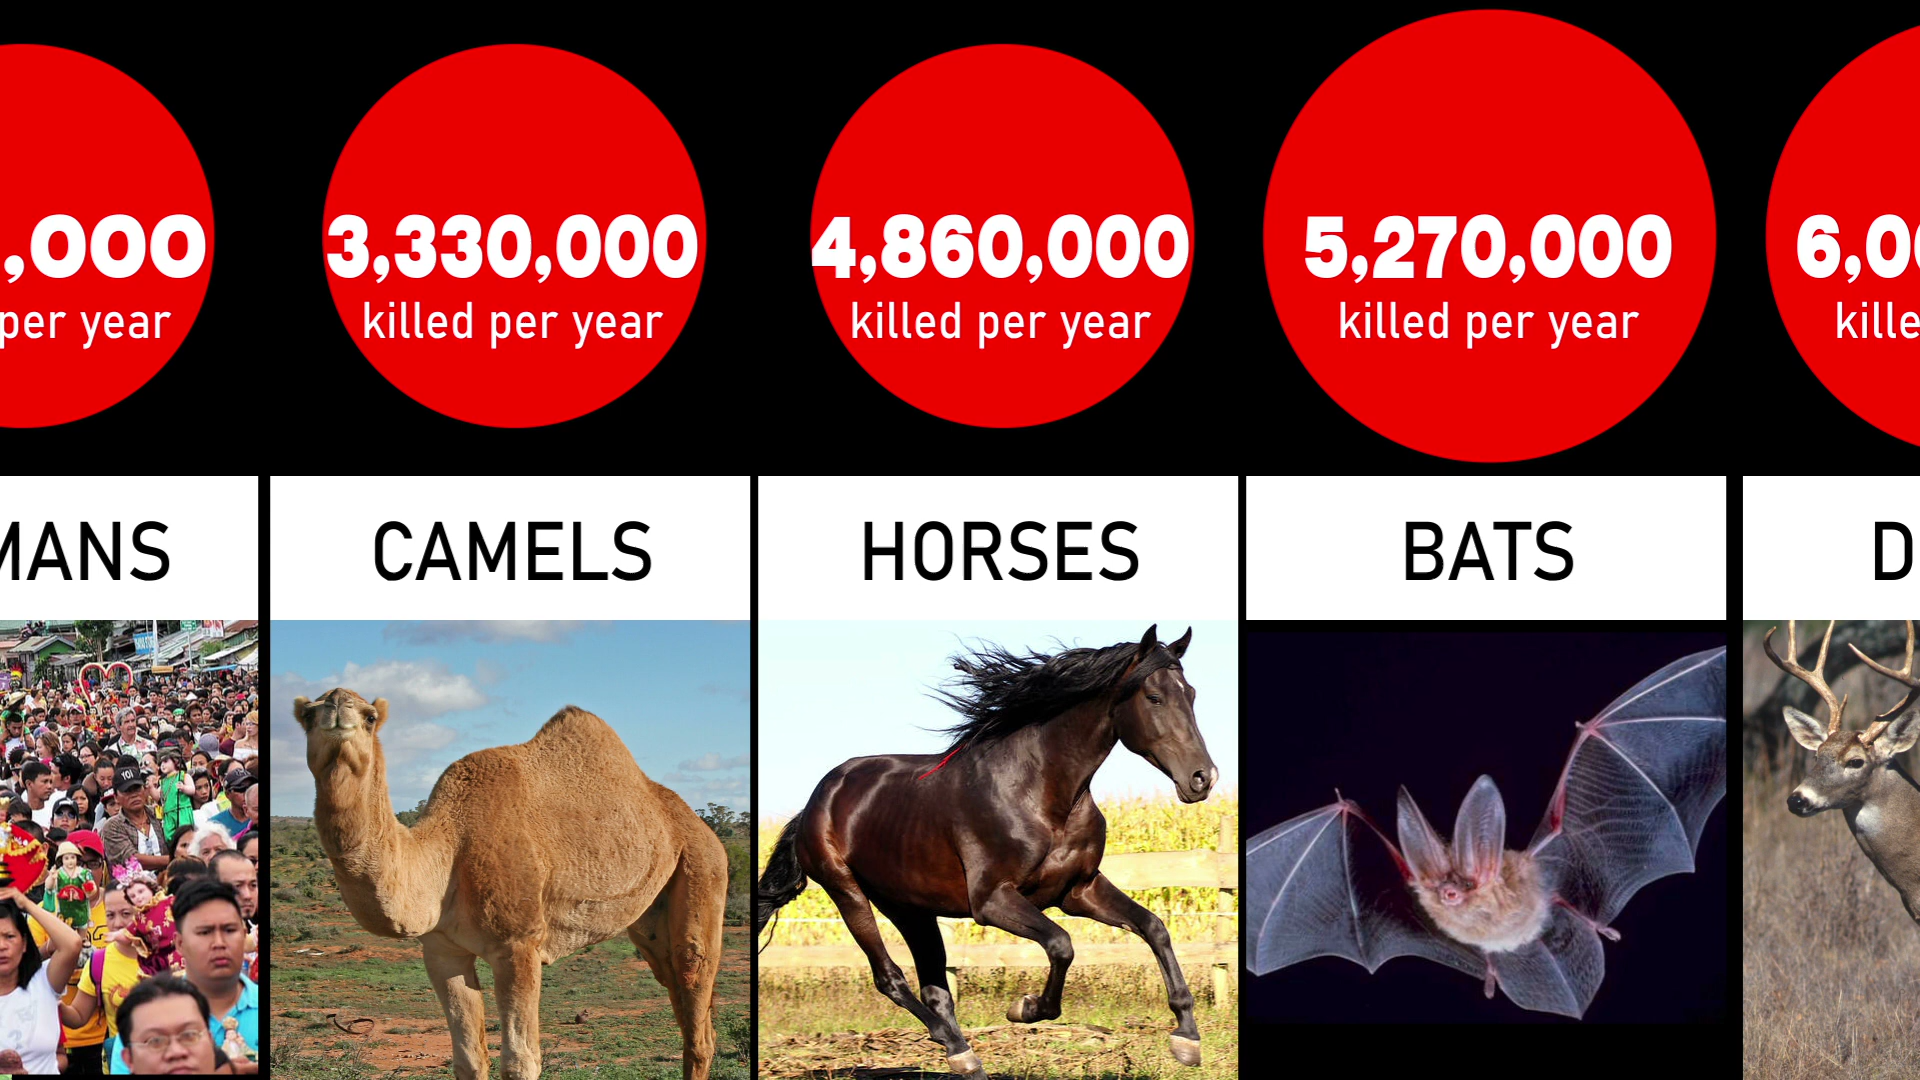 ,000
per year
MANS
3,330,000
killed per year
CAMELS
4,860,000
killed per year
HORSES
5,270,000
killed per year
BATS
6,00
kille
D